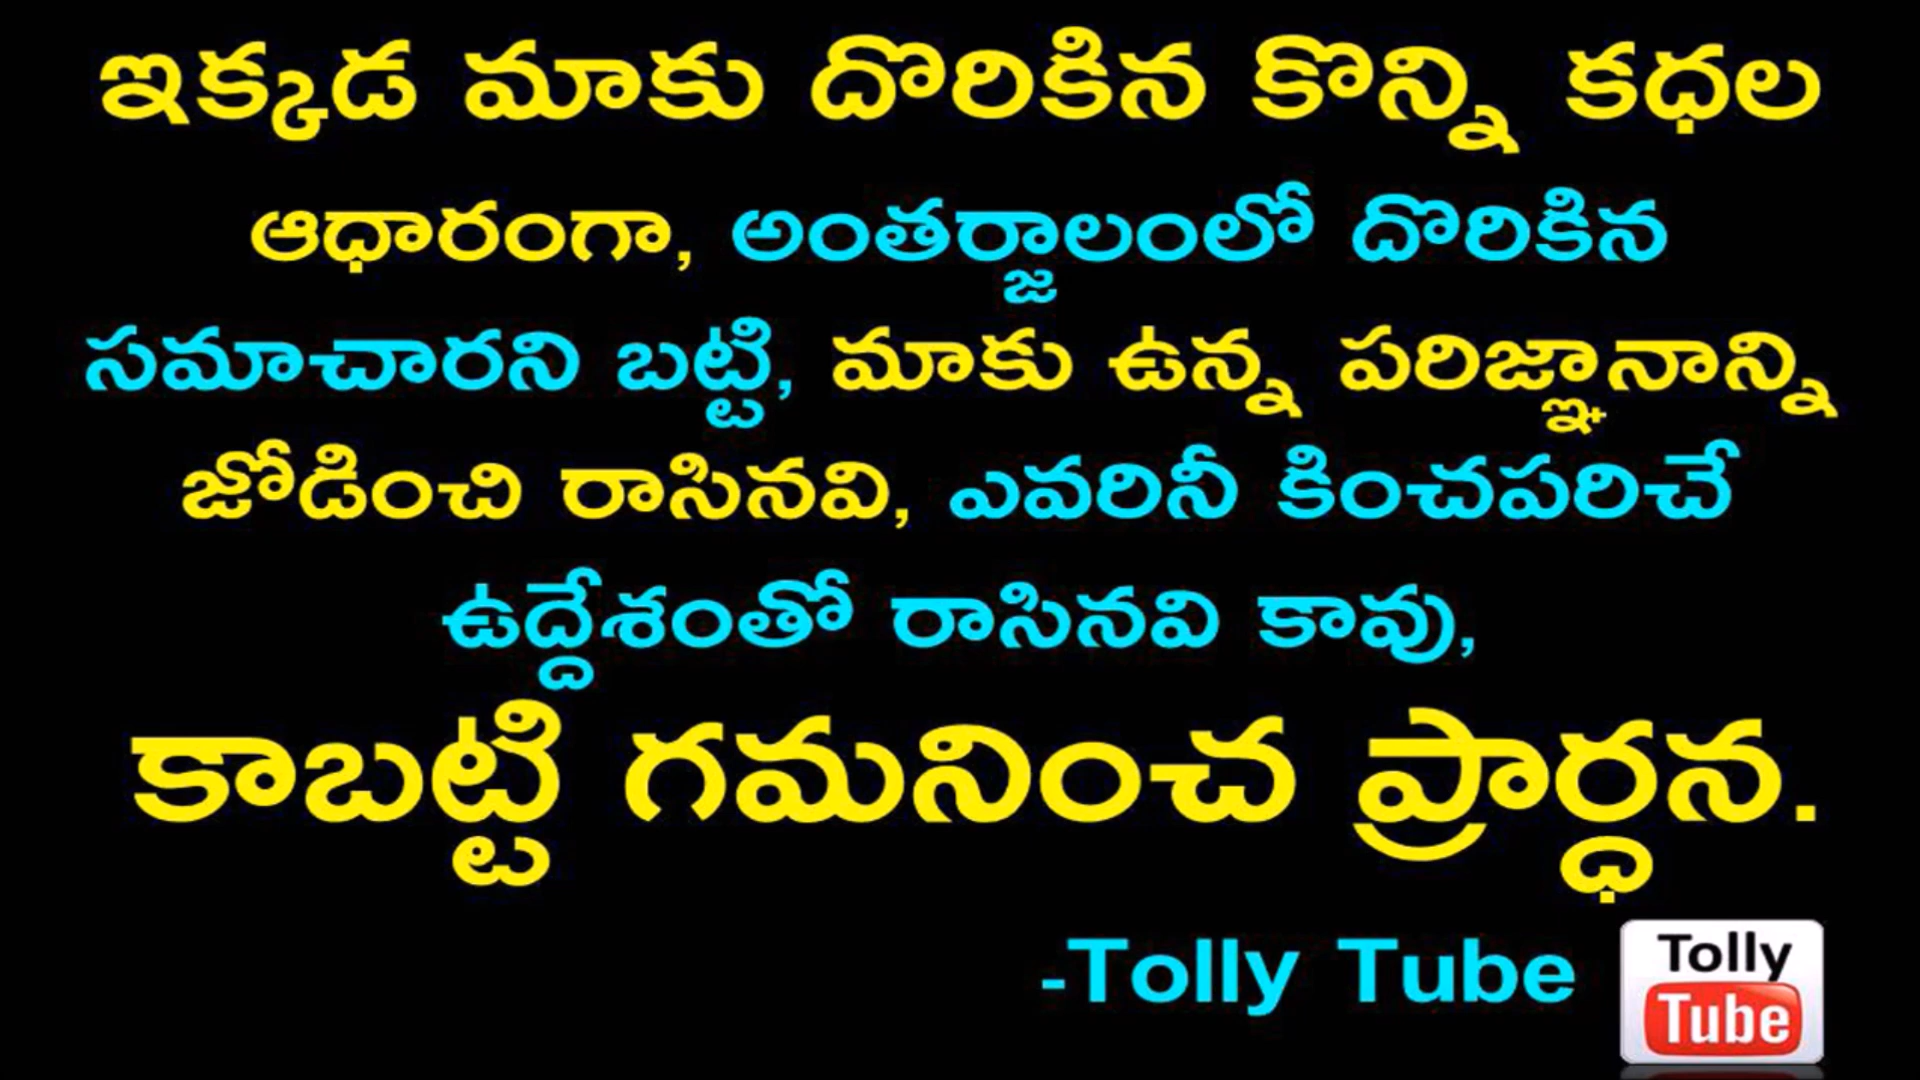 ఇక్కడ మాకు దొరికిన కొన్ని కధల
ఆధారంగా, అంతర్జాలంలో దొరికిన
సమాచారని బట్టి, మాకు ఉన్న పరిజ్ఞానాన్ని
జోడించి రాసినవి, ఎవరినీ కించపరిచే
ఉద్దేశంతో రాసినవి కావు,
కాబట్టి గమనించ ప్రార్ధన.
-Tolly Tube
Tolly
Tube